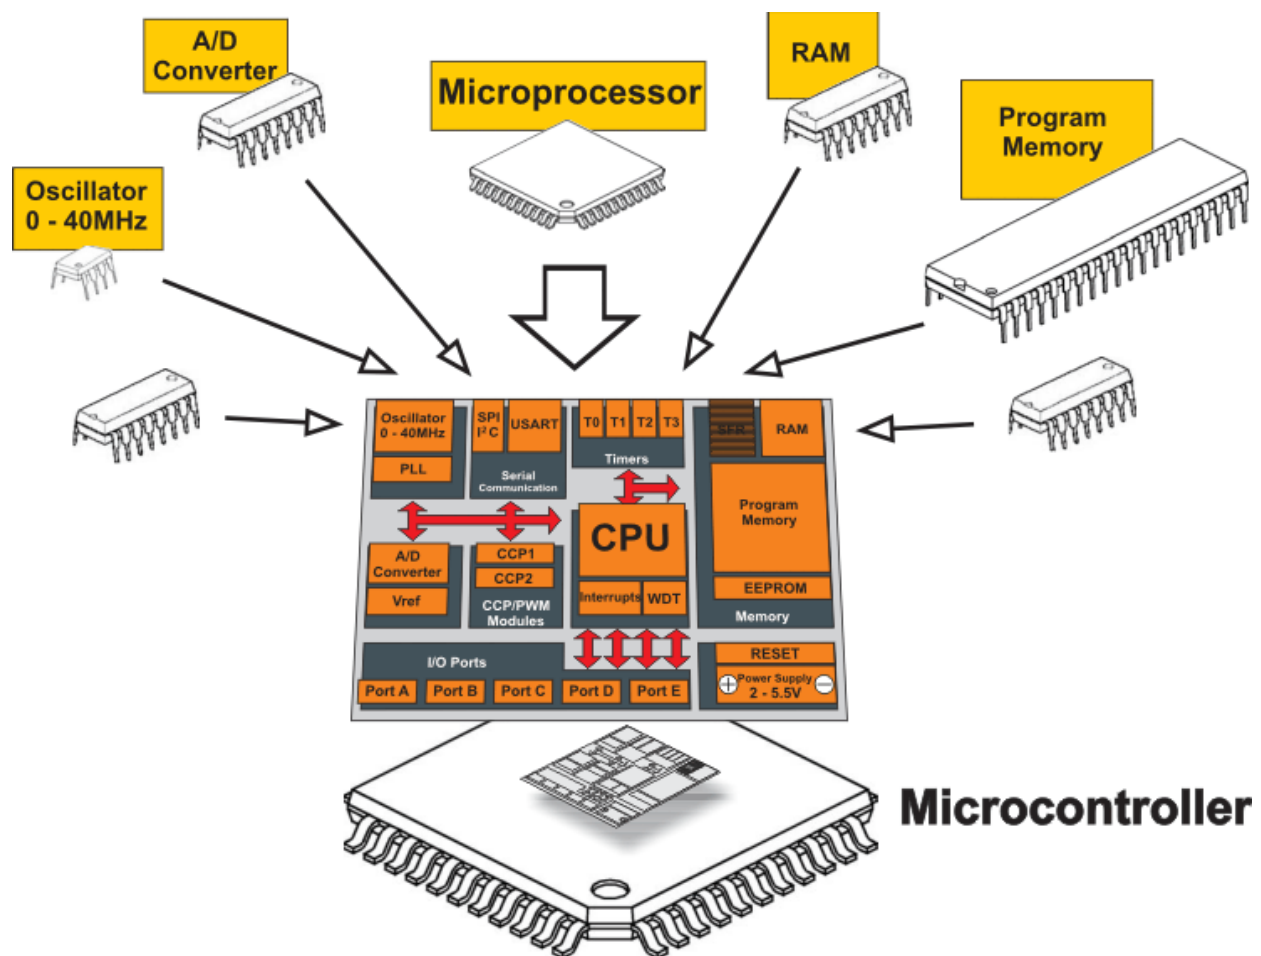 A/D
Converter
Microprocessor
RAM
Program
Memory
Oscillator
0 - 40MHz
Oscillator
0 - 40MHz
PLL
SPI
I²C
USART
Serial
Communication
T0
T1
T2
T3
Timers
SFR
RAM
Program
Memory
EEPROM
Memory
A/D
Converter
Vref
CCP1
CCP2
CCP/PWM
Modules
CPU
Interrupts
WDT
I/O Ports
Port A
Port B
Port C
Port D
Port E
RESET
+ Power Supply −
2 - 5.5V
Microcontroller